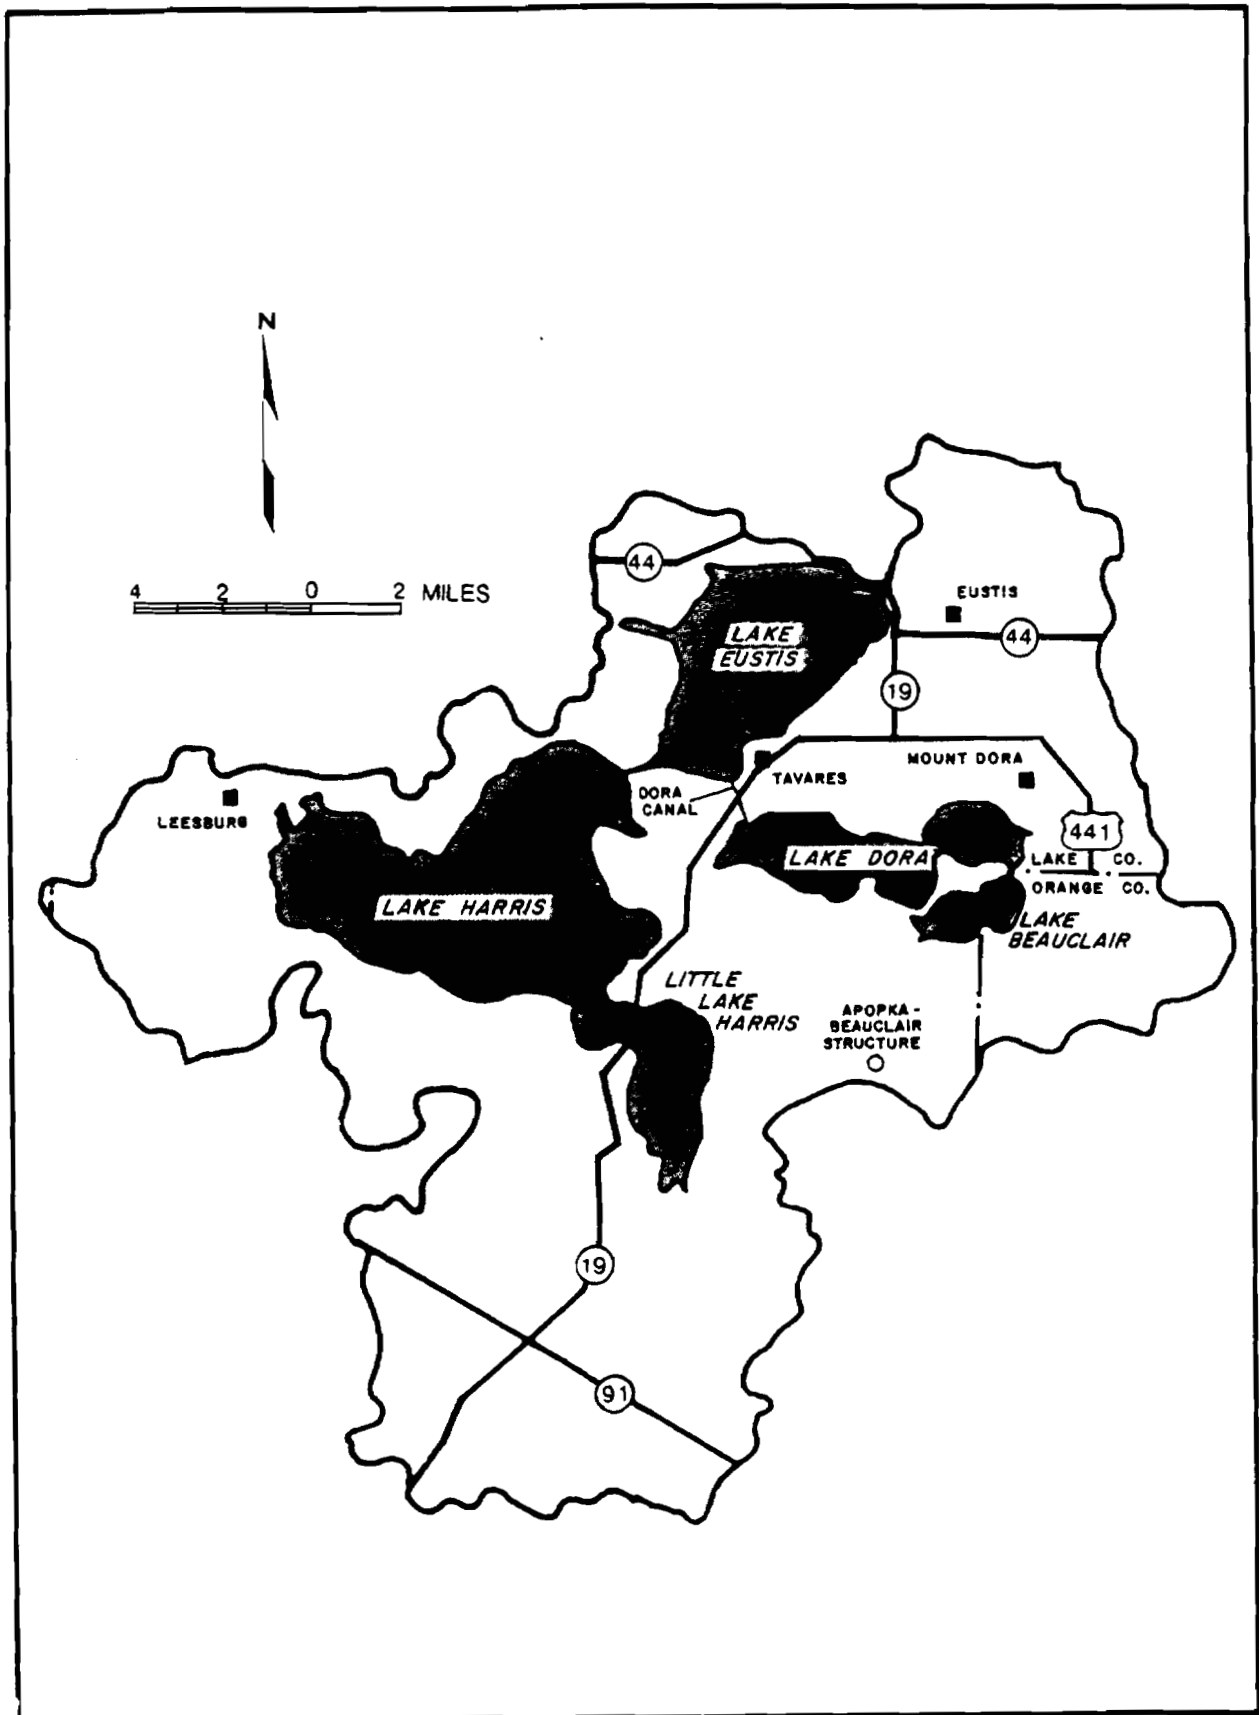 N
44
4 2 0 2 MILES
EUSTIS
LAKE
EUSTIS
44
19
MOUNT DORA
TAVARES
DORA
CANAL
LEESBURG
441
LAKE DORA
LAKE CO.
ORANGE CO.
LAKE HARRIS
LAKE
BEAUCLAIR
LITTLE
LAKE
HARRIS
APOPKA-
BEAUCLAIR
STRUCTURE
19
91